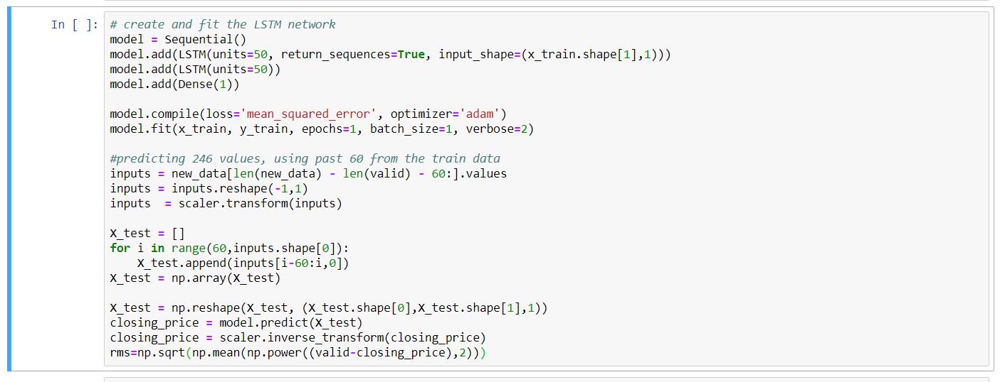 In [ ]:
# create and fit the LSTM network
model = Sequential()
model.add(LSTM(units=50, return_sequences=True, input_shape=(x_train.shape[1],1)))
model.add(LSTM(units=50))
model.add(Dense(1))

model.compile(loss='mean_squared_error', optimizer='adam')
model.fit(x_train, y_train, epochs=1, batch_size=1, verbose=2)

#predicting 246 values, using past 60 from the train data
inputs = new_data[len(new_data) - len(valid) - 60:].values
inputs = inputs.reshape(-1,1)
inputs  = scaler.transform(inputs)

X_test = []
for i in range(60,inputs.shape[0]):
    X_test.append(inputs[i-60:i,0])
X_test = np.array(X_test)

X_test = np.reshape(X_test, (X_test.shape[0],X_test.shape[1],1))
closing_price = model.predict(X_test)
closing_price = scaler.inverse_transform(closing_price)
rms=np.sqrt(np.mean(np.power((valid-closing_price),2)))